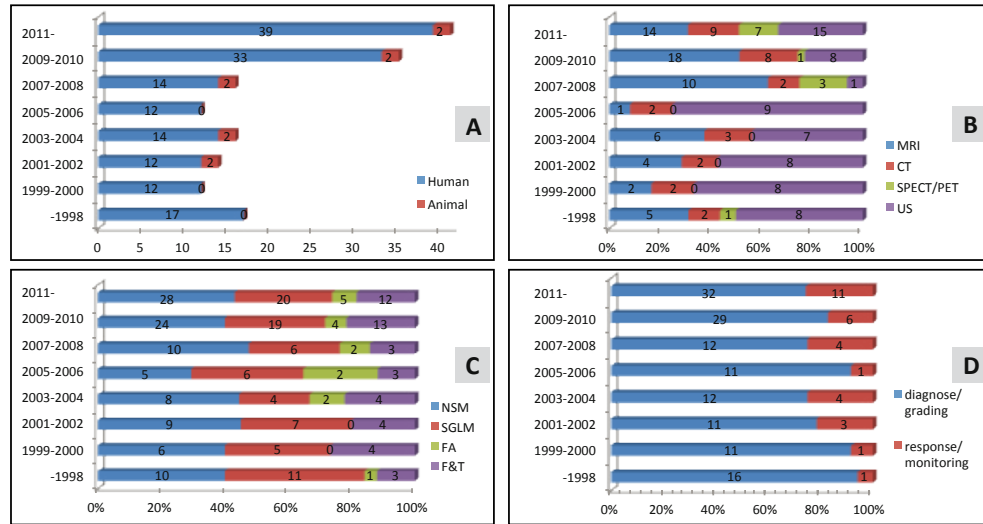 2011-
39
2
2009-2010
33
2
2007-2008
14
2
2005-2006
12
0
2003-2004
14
2
2001-2002
12
2
1999-2000
12
0
-1998
17
0
0 5 10 15 20 25 30 35 40
A
Human
Animal
2011-
14 9 7 15
2009-2010
18 8 1 8
2007-2008
10 2 3 1
2005-2006
1 2 0 9
2003-2004
6 3 0 7
2001-2002
4 2 0 8
1999-2000
2 2 0 8
-1998
5 2 1 8
0% 20% 40% 60% 80% 100%
B
MRI
CT
SPECT/PET
US
2011-
28 20 5 12
2009-2010
24 19 4 13
2007-2008
10 6 2 3
2005-2006
5 6 2 3
2003-2004
8 4 2 4
2001-2002
9 7 0 4
1999-2000
6 5 0 4
-1998
10 11 1 3
0% 20% 40% 60% 80% 100%
C
NSM
SGLM
FA
F&T
2011-
32 11
2009-2010
29 6
2007-2008
12 4
2005-2006
11 1
2003-2004
12 4
2001-2002
11 3
1999-2000
11 1
-1998
16 1
0% 20% 40% 60% 80% 100%
D
diagnose/
grading
response/
monitoring